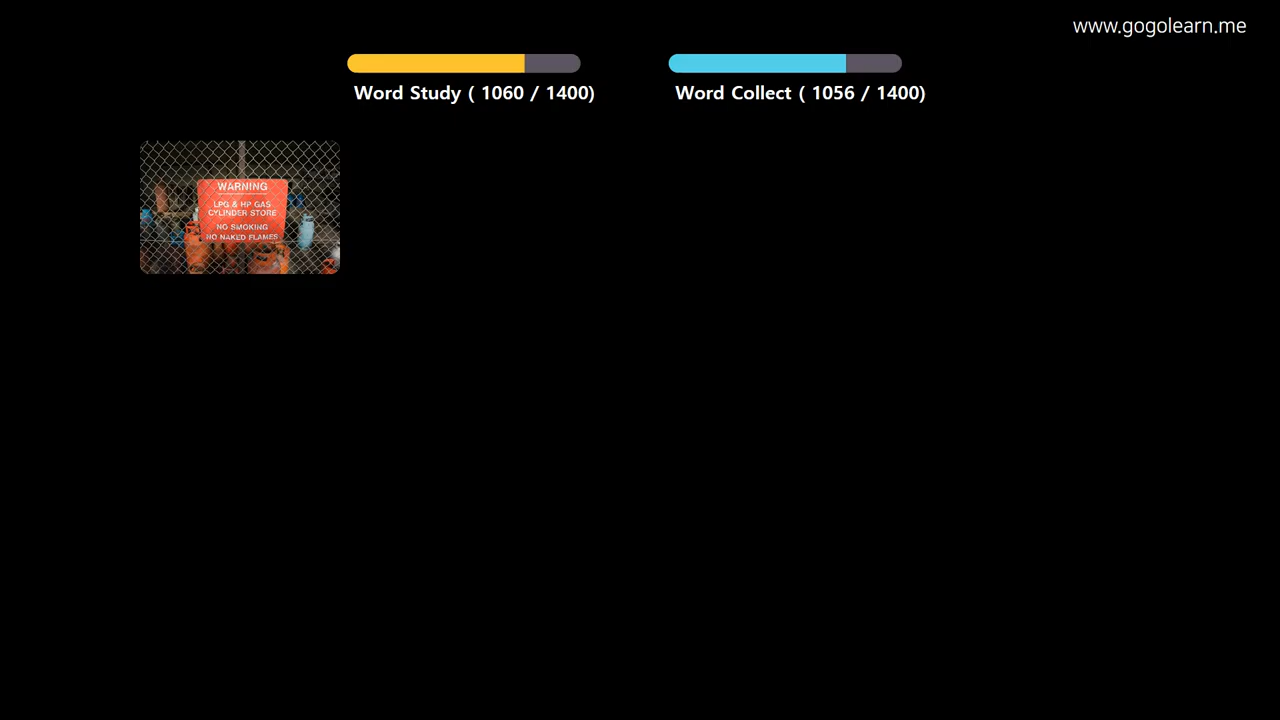 www.gogolearn.me
Word Study ( 1060 / 1400)
Word Collect ( 1056 / 1400)
WARNING
LPG & HP GAS
CYLINDER STORE
NO SMOKING
NO NAKED FLAMES